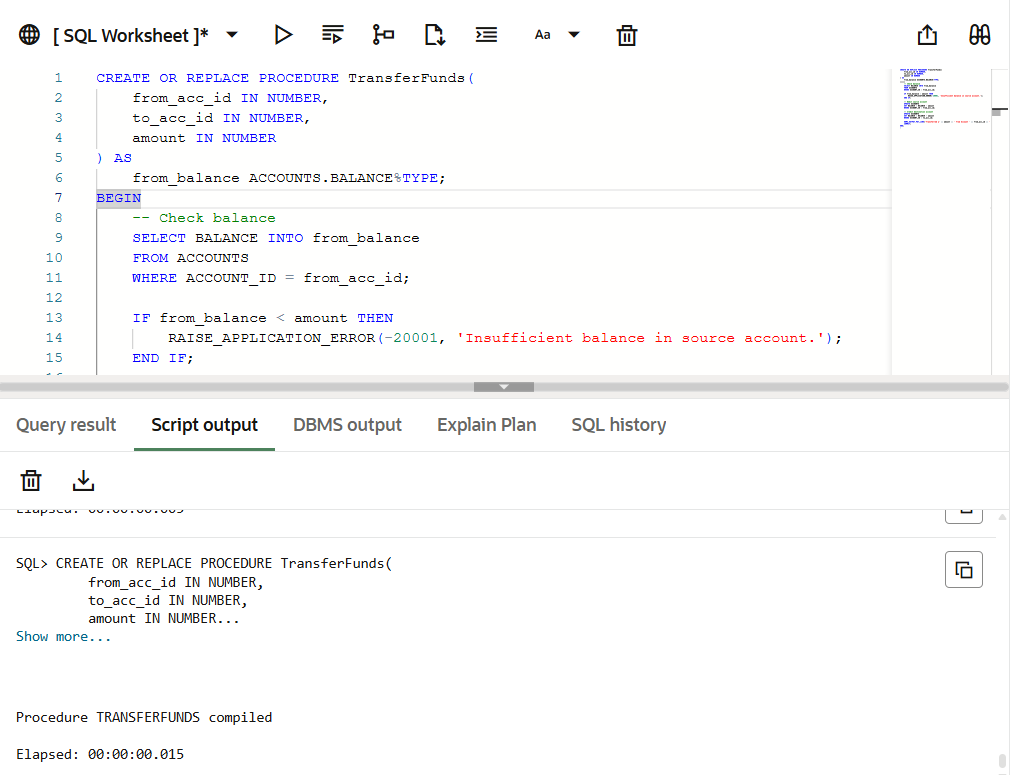 [ SQL Worksheet ]*
Aa
1 CREATE OR REPLACE PROCEDURE TransferFunds(
2     from_acc_id IN NUMBER,
3     to_acc_id IN NUMBER,
4     amount IN NUMBER
5 ) AS
6     from_balance ACCOUNTS.BALANCE%TYPE;
7 BEGIN
8     -- Check balance
9     SELECT BALANCE INTO from_balance
10     FROM ACCOUNTS
11     WHERE ACCOUNT_ID = from_acc_id;
12
13     IF from_balance < amount THEN
14         RAISE_APPLICATION_ERROR(-20001, 'Insufficient balance in source account.');
15     END IF;
Query result Script output DBMS output Explain Plan SQL history
SQL> CREATE OR REPLACE PROCEDURE TransferFunds(
         from_acc_id IN NUMBER,
         to_acc_id IN NUMBER,
         amount IN NUMBER...
Show more...
Procedure TRANSFERFUNDS compiled
Elapsed: 00:00:00.015